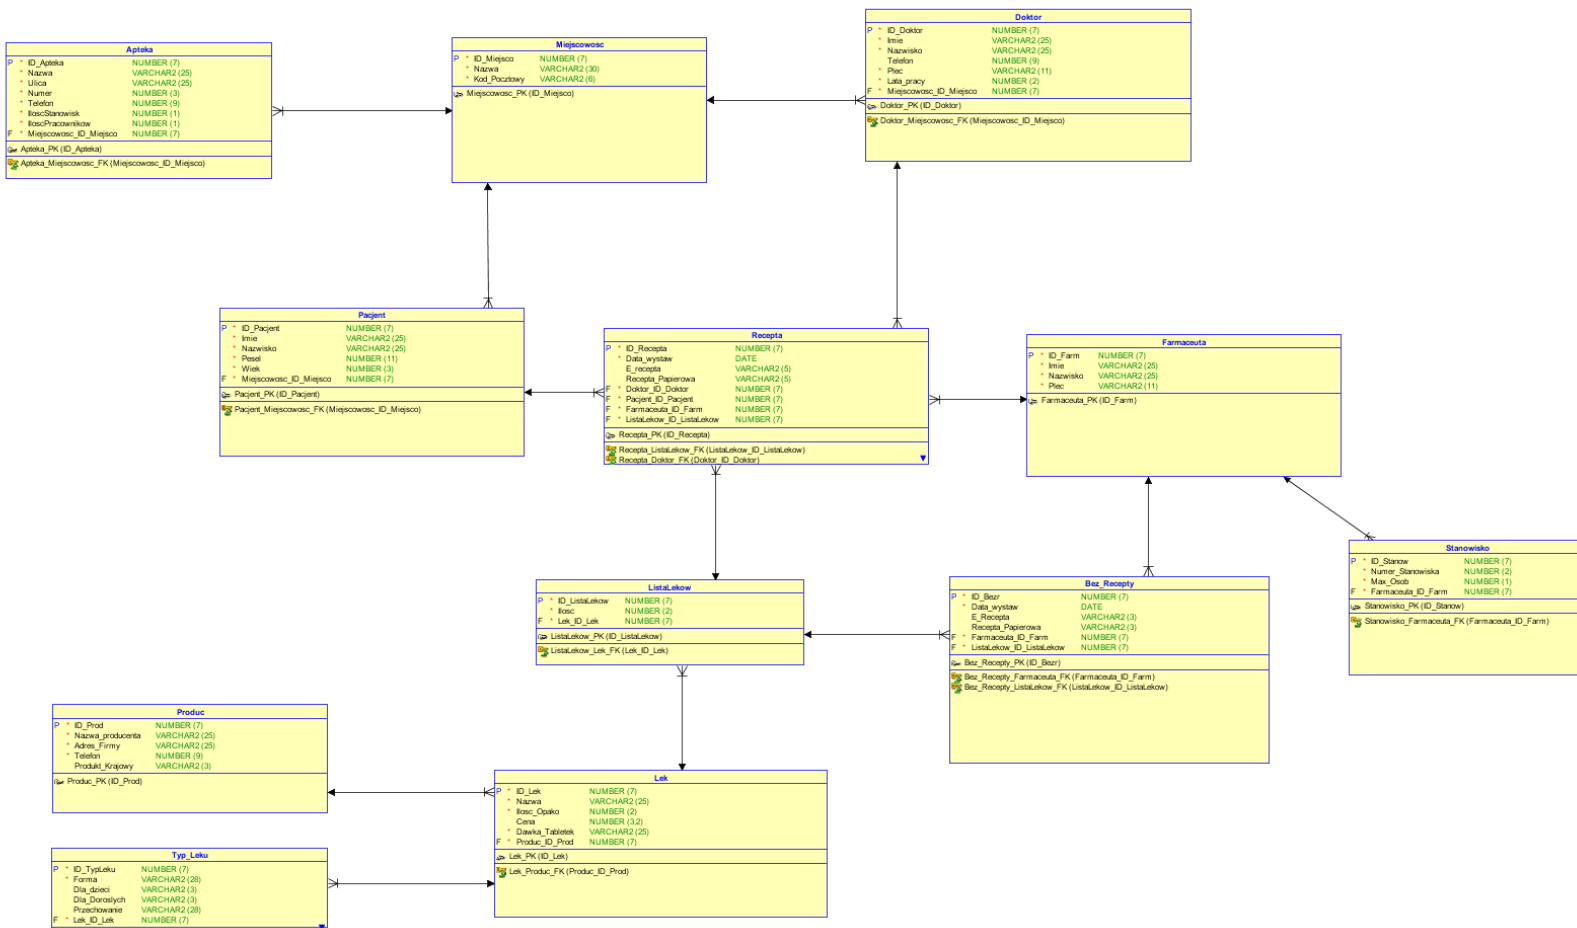 Apteka
P * ID_Apteka NUMBER (7)
* Nazwa VARCHAR2 (25)
* Ulica VARCHAR2 (25)
* Numer NUMBER (3)
* Telefon NUMBER (9)
* IloscStanowisk NUMBER (1)
* IloscPracownikow NUMBER (1)
F * Miejscowosc_ID_Miejsco NUMBER (7)
Apteka_PK (ID_Apteka)
Apteka_Miejscowosc_FK (Miejscowosc_ID_Miejsco)
Miejscowosc
P * ID_Miejsco NUMBER (7)
* Nazwa VARCHAR2 (30)
* Kod_Pocztowy VARCHAR2 (6)
Miejscowosc_PK (ID_Miejsco)
Doktor
P * ID_Doktor NUMBER (7)
* Imie VARCHAR2 (25)
* Nazwisko VARCHAR2 (25)
Telefon NUMBER (9)
* Plec VARCHAR2 (11)
* Lata_pracy NUMBER (2)
F * Miejscowosc_ID_Miejsco NUMBER (7)
Doktor_PK (ID_Doktor)
Doktor_Miejscowosc_FK (Miejscowosc_ID_Miejsco)
Pacjent
P * ID_Pacjent NUMBER (7)
* Imie VARCHAR2 (25)
* Nazwisko VARCHAR2 (25)
* Pesel NUMBER (11)
* Wiek NUMBER (3)
F * Miejscowosc_ID_Miejsco NUMBER (7)
Pacjent_PK (ID_Pacjent)
Pacjent_Miejscowosc_FK (Miejscowosc_ID_Miejsco)
Recepta
P * ID_Recepta NUMBER (7)
* Data_wystaw DATE
E_recepta VARCHAR2 (5)
Recepta_Papierowa VARCHAR2 (5)
F * Doktor_ID_Doktor NUMBER (7)
F * Pacjent_ID_Pacjent NUMBER (7)
F * Farmaceuta_ID_Farm NUMBER (7)
F * ListaLekow_ID_ListaLekow NUMBER (7)
Recepta_PK (ID_Recepta)
Recepta_ListaLekow_FK (ListaLekow_ID_ListaLekow)
Recepta_Doktor_FK (Doktor_ID_Doktor)
Farmaceuta
P * ID_Farm NUMBER (7)
* Imie VARCHAR2 (25)
* Nazwisko VARCHAR2 (25)
* Plec VARCHAR2 (11)
Farmaceuta_PK (ID_Farm)
Stanowisko
P * ID_Stanow NUMBER (7)
* Numer_Stanowiska NUMBER (2)
* Max_Osob NUMBER (1)
F * Farmaceuta_ID_Farm NUMBER (7)
Stanowisko_PK (ID_Stanow)
Stanowisko_Farmaceuta_FK (Farmaceuta_ID_Farm)
ListaLekow
P * ID_ListaLekow NUMBER (7)
* Ilosc NUMBER (2)
F * Lek_ID_Lek NUMBER (7)
ListaLekow_PK (ID_ListaLekow)
ListaLekow_Lek_FK (Lek_ID_Lek)
Bez_Recepty
P * ID_Bezr NUMBER (7)
* Data_wystaw DATE
E_Recepta VARCHAR2 (3)
Recepta_Papierowa VARCHAR2 (3)
F * Farmaceuta_ID_Farm NUMBER (7)
F * ListaLekow_ID_ListaLekow NUMBER (7)
Bez_Recepty_PK (ID_Bezr)
Bez_Recepty_Farmaceuta_FK (Farmaceuta_ID_Farm)
Bez_Recepty_ListaLekow_FK (ListaLekow_ID_ListaLekow)
Produc
P * ID_Prod NUMBER (7)
* Nazwa_producenta VARCHAR2 (25)
* Adres_Firmy VARCHAR2 (25)
* Telefon NUMBER (9)
Produkt_Krajowy VARCHAR2 (3)
Produc_PK (ID_Prod)
Lek
P * ID_Lek NUMBER (7)
* Nazwa VARCHAR2 (25)
* Ilosc_Opako NUMBER (2)
Cena NUMBER (3,2)
* Dawka_Tabletek VARCHAR2 (25)
F * Produc_ID_Prod NUMBER (7)
Lek_PK (ID_Lek)
Lek_Produc_FK (Produc_ID_Prod)
Typ_Leku
P * ID_TypLeku NUMBER (7)
* Forma VARCHAR2 (28)
Dla_dzieci VARCHAR2 (3)
Dla_Doroslych VARCHAR2 (3)
Przechowanie VARCHAR2 (28)
F * Lek_ID_Lek NUMBER (7)